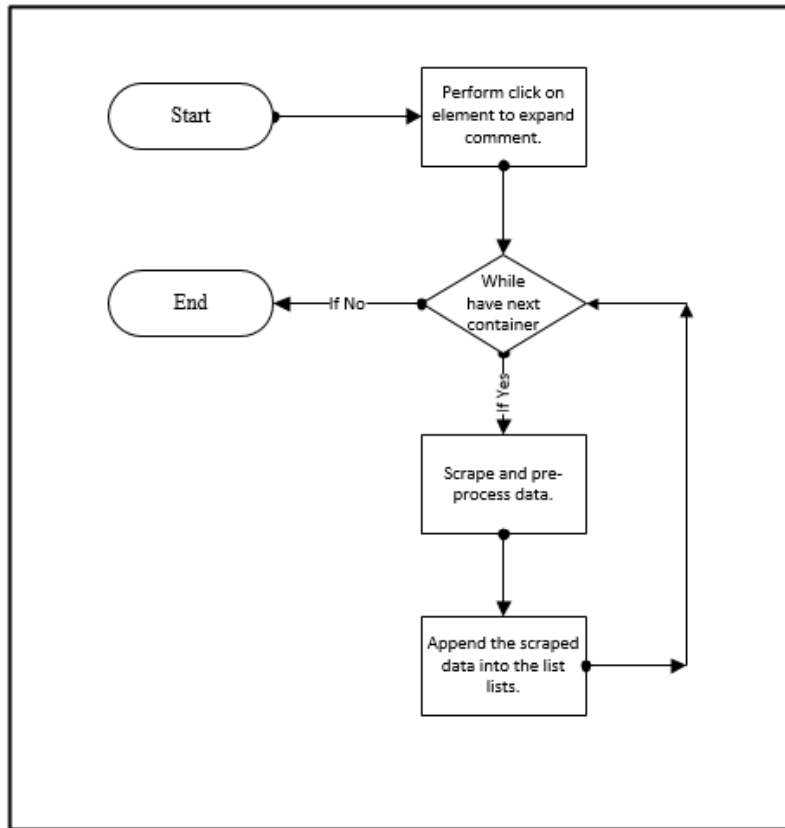 Start
Perform click on
element to expand
comment.
While
have next
container
If No
End
If Yes
Scrape and pre-
process data.
Append the scraped
data into the list
lists.